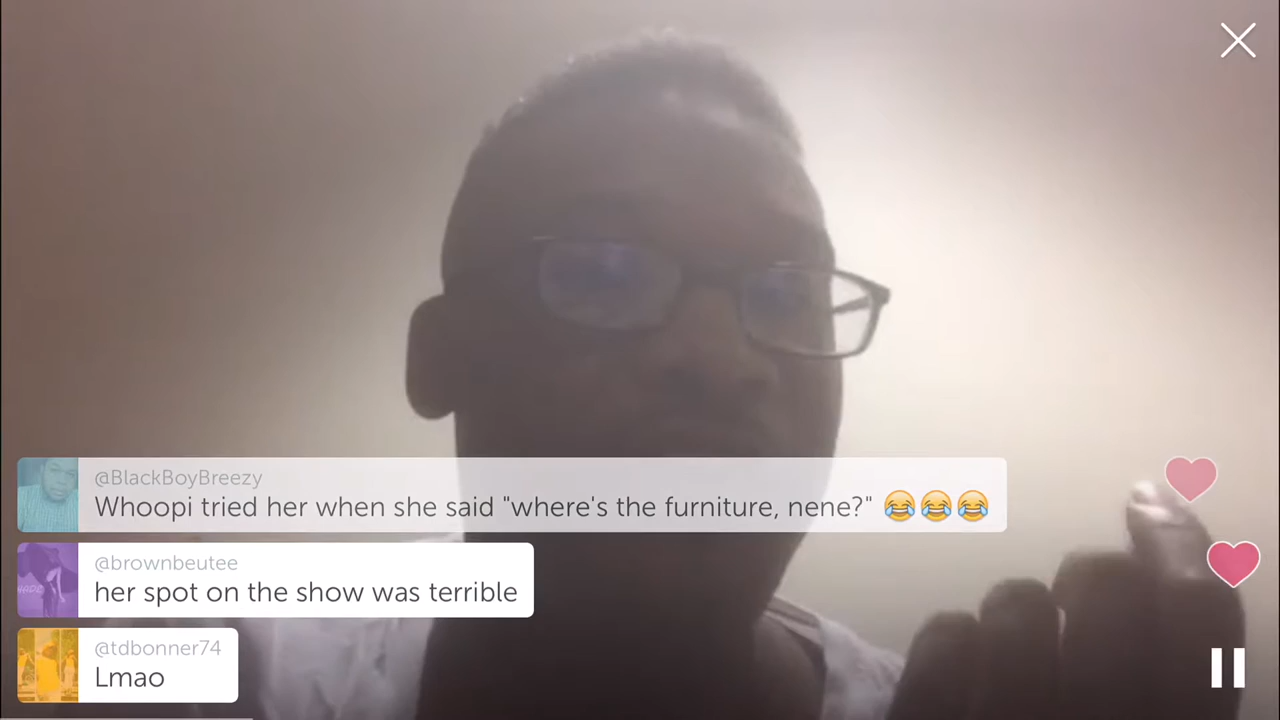 @BlackBoyBreezy
Whoopi tried her when she said "where's the furniture, nene?" 😂😂😂
@brownbeutee
her spot on the show was terrible
@tdbonner74
Lmao